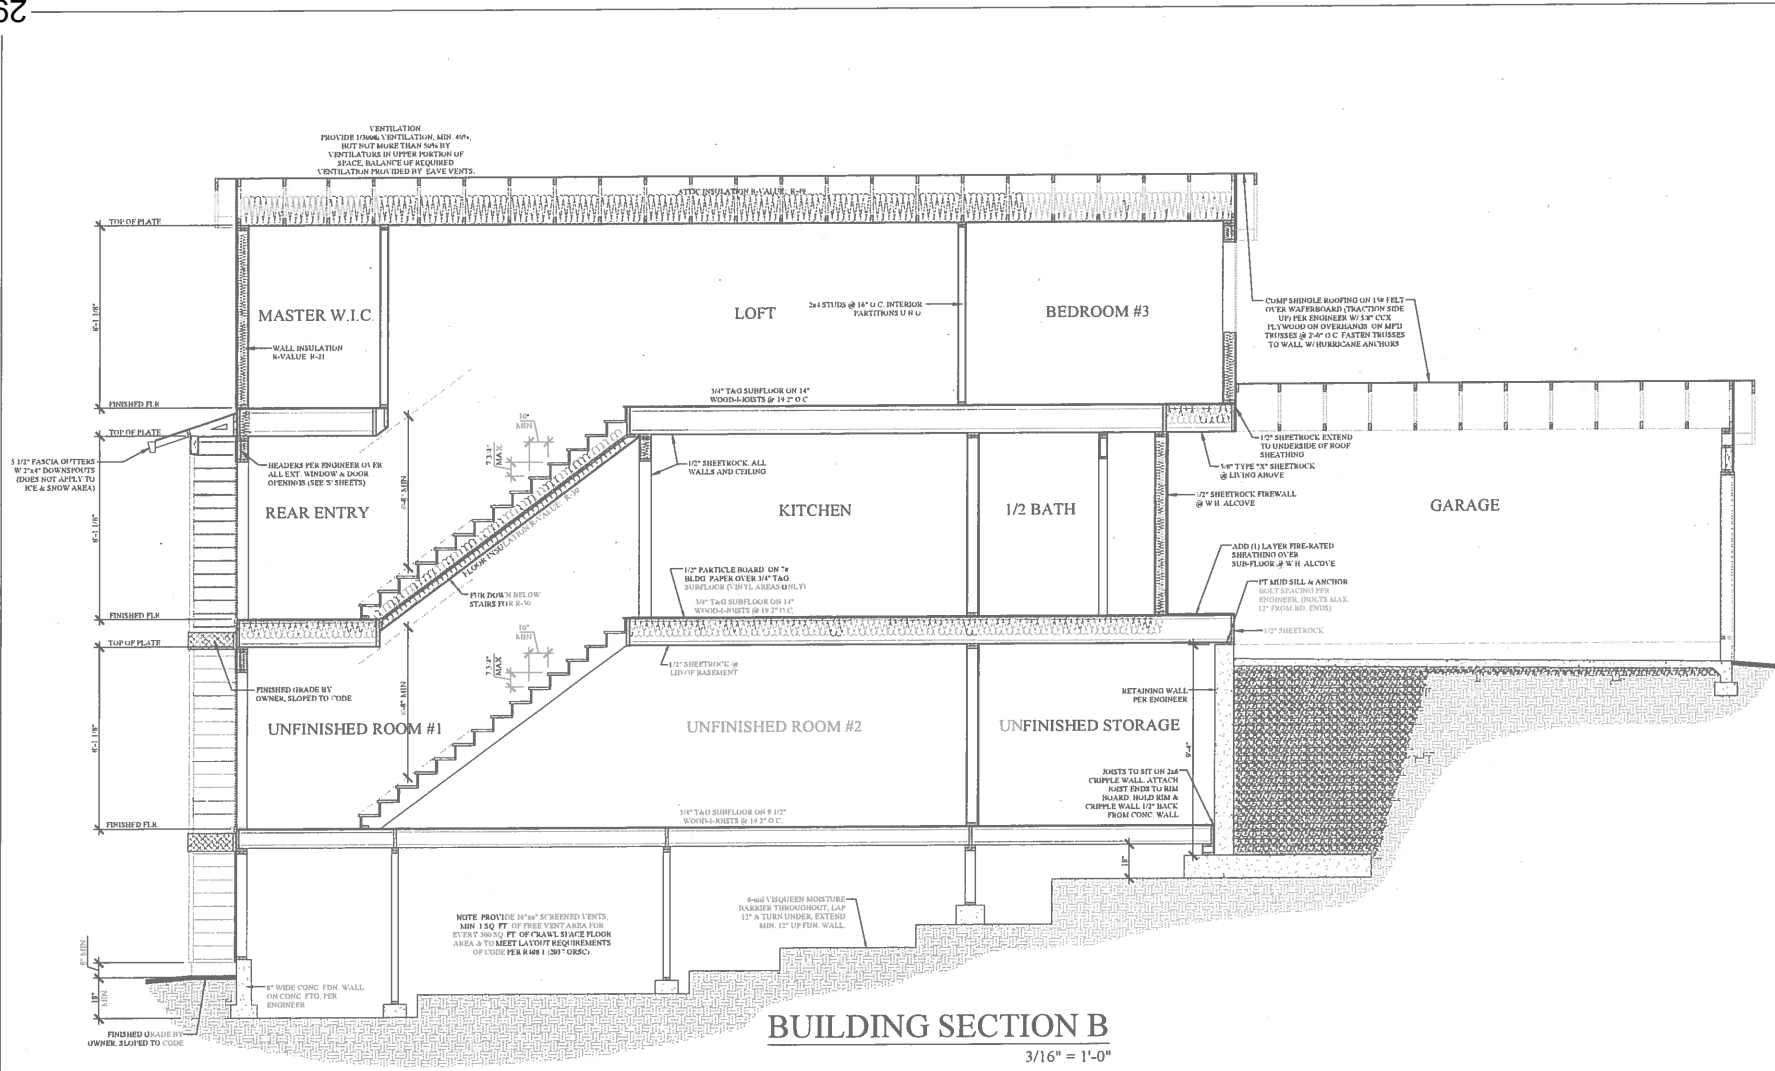 29
VENTILATION
PROVIDE 1/300th VENTILATION, MIN. 40%,
BUT NOT MORE THAN 50% BY
VENTILATORS IN UPPER PORTION OF
SPACE, BALANCE OF REQUIRED
VENTILATION PROVIDED BY EAVE VENTS.
ATTIC INSULATION R-VALUE: R-49
TOP OF PLATE
8'-1 1/8"
MASTER W.I.C.
WALL INSULATION
R-VALUE R-21
LOFT
2x4 STUDS @ 16" O.C. INTERIOR
PARTITIONS U N O
BEDROOM #3
COMP SHINGLE ROOFING ON 15# FELT
OVER WAFERBOARD (TRACTION SIDE
UP) PER ENGINEER W/ 5/8" CCX
PLYWOOD ON OVERHANGS ON MFD
TRUSSES @ 2'-0" O C FASTEN TRUSSES
TO WALL W/ HURRICANE ANCHORS
3/4" T&G SUBFLOOR ON 14"
WOOD-I-JOISTS @ 19 2" O C
FINISHED FLR
TOP OF PLATE
5 1/2" FASCIA GUTTERS
W 2"x4" DOWNSPOUTS
(DOES NOT APPLY TO
ICE & SNOW AREA)
HEADERS PER ENGINEER OVER
ALL EXT. WINDOW & DOOR
OPENINGS (SEE 'S' SHEETS)
REAR ENTRY
8'-1 1/8"
6'-8" MIN
10"
MIN
7 3/4"
MAX
FLOOR INSULATION R-VALUE: R-30
FUR DOWN BELOW
STAIRS FOR R-30
1/2" SHEETROCK, ALL
WALLS AND CEILING
KITCHEN
1/2 BATH
1/2" SHEETROCK EXTEND
TO UNDERSIDE OF ROOF
SHEATHING
5/8" TYPE "X" SHEETROCK
@ LIVING ABOVE
1/2" SHEETROCK FIREWALL
@ W H ALCOVE
GARAGE
ADD (1) LAYER FIRE-RATED
SHEATHING OVER
SUB-FLOOR @ W H ALCOVE
PT MUD SILL & ANCHOR
BOLT SPACING PER
ENGINEER. (BOLTS MAX.
12" FROM BD. ENDS)
1/2" SHEETROCK
1/2" PARTICLE BOARD ON 7#
BLDG PAPER OVER 3/4" T&G
SUBFLOOR (VINYL AREAS ONLY)
3/4" T&G SUBFLOOR ON 14"
WOOD-I-JOISTS @ 19.2" O.C.
FINISHED FLR
TOP OF PLATE
1/2" SHEETROCK @
LID OF BASEMENT
FINISHED GRADE BY
OWNER, SLOPED TO CODE
8'-1 1/8"
UNFINISHED ROOM #1
6'-8" MIN
10"
MIN
7 3/4"
MAX
UNFINISHED ROOM #2
UNFINISHED STORAGE
RETAINING WALL
PER ENGINEER
9'-4"
JOISTS TO SIT ON 2x6
CRIPPLE WALL. ATTACH
JOIST ENDS TO RIM
BOARD. HOLD RIM &
CRIPPLE WALL 1/2" BACK
FROM CONC. WALL
3/4" T&G SUBFLOOR ON 9 1/2"
WOOD-I-JOISTS @ 19 2" O C.
FINISHED FLR
18"
NOTE. PROVIDE 16"x6" SCREENED VENTS,
MIN 1 SQ FT OF FREE VENT AREA FOR
EVERY 300 SQ FT OF CRAWL SPACE FLOOR
AREA & TO MEET LAYOUT REQUIREMENTS
OF CODE PER R408 1 (2017 ORSC)
6-mil VISQUEEN MOISTURE
BARRIER THROUGHOUT, LAP
12" & TURN UNDER, EXTEND
MIN. 12" UP FDN. WALL.
8" MIN.
18"
MIN
8" WIDE CONC FDN. WALL
ON CONC FTG, PER
ENGINEER
FINISHED GRADE BY
OWNER, SLOPED TO CODE
BUILDING SECTION B
3/16" = 1'-0"